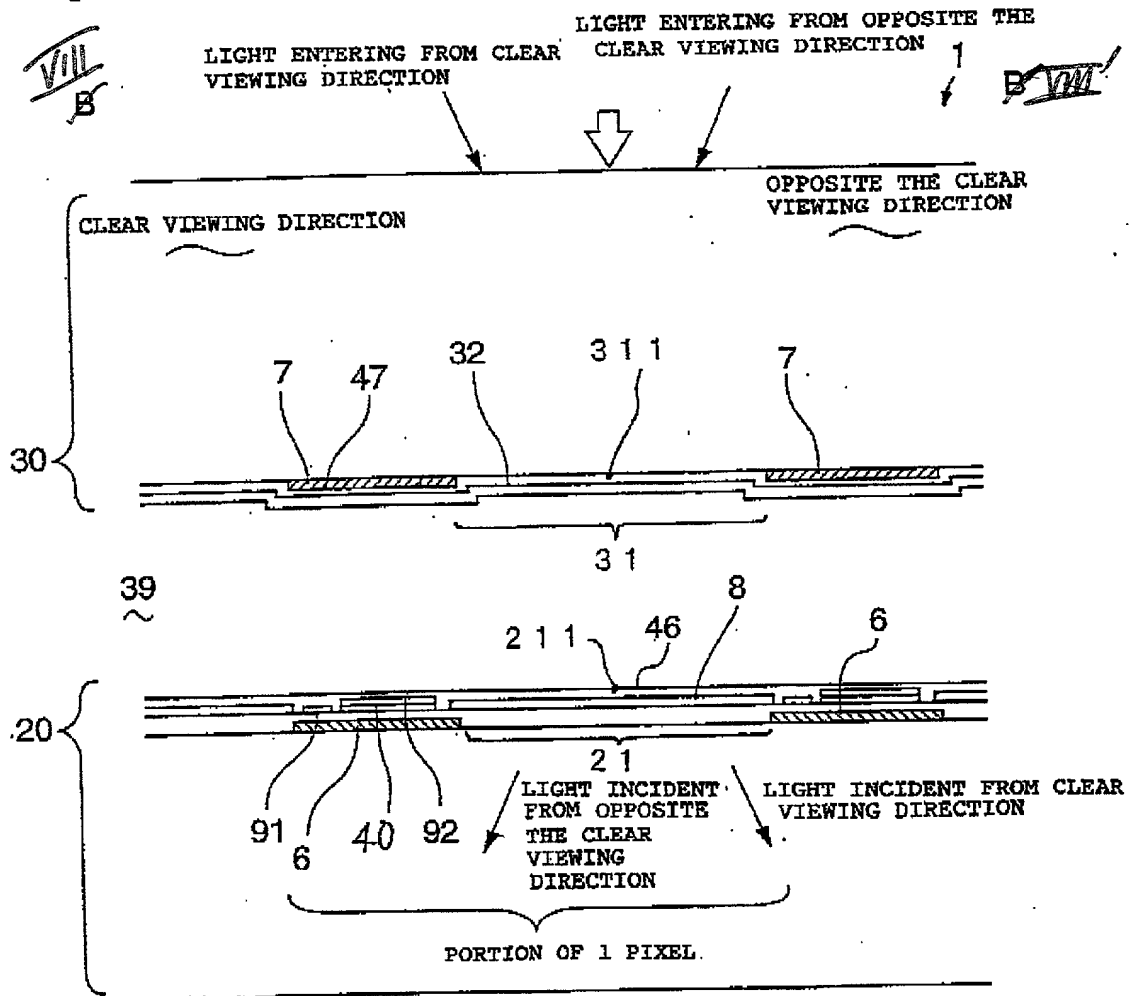 LIGHT ENTERING FROM CLEAR
VIEWING DIRECTION
LIGHT ENTERING FROM OPPOSITE THE
CLEAR VIEWING DIRECTION
1
VIII
B
B
VIII'
CLEAR VIEWING DIRECTION
OPPOSITE THE CLEAR
VIEWING DIRECTION
7
47
32
311
7
30
31
39
211
46
8
6
20
21
91
6
40
92
LIGHT INCIDENT
FROM OPPOSITE
THE CLEAR
VIEWING
DIRECTION
LIGHT INCIDENT FROM CLEAR
VIEWING DIRECTION
PORTION OF 1 PIXEL